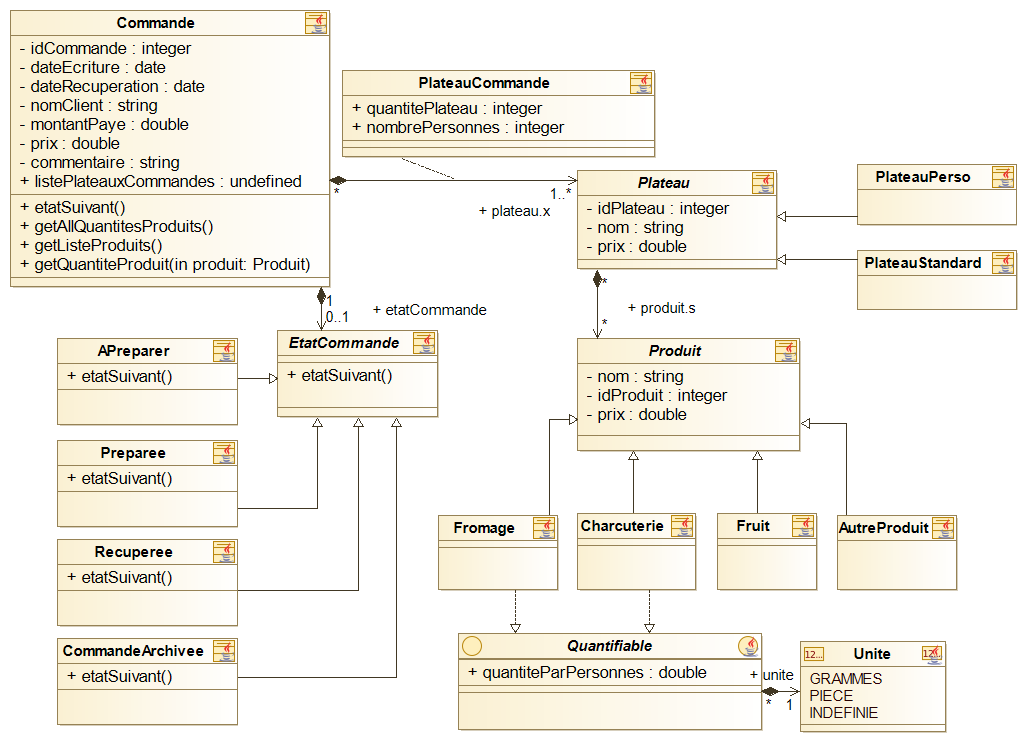 Commande
- idCommande : integer
- dateEcriture : date
- dateRecuperation : date
- nomClient : string
- montantPaye : double
- prix : double
- commentaire : string
+ listePlateauxCommandes : undefined
+ etatSuivant()
+ getAllQuantitesProduits()
+ getListeProduits()
+ getQuantiteProduit(in produit: Produit)
PlateauCommande
+ quantitePlateau : integer
+ nombrePersonnes : integer
*
1..*
+ plateau.x
Plateau
- idPlateau : integer
- nom : string
- prix : double
PlateauPerso
PlateauStandard
1
0..1
+ etatCommande
*
*
+ produit.s
EtatCommande
+ etatSuivant()
APreparer
+ etatSuivant()
Preparee
+ etatSuivant()
Recuperee
+ etatSuivant()
CommandeArchivee
+ etatSuivant()
Produit
- nom : string
- idProduit : integer
- prix : double
Fromage
Charcuterie
Fruit
AutreProduit
Quantifiable
+ quantiteParPersonnes : double
+ unite
*
1
12...
Unite
12...
GRAMMES
PIECE
INDEFINIE